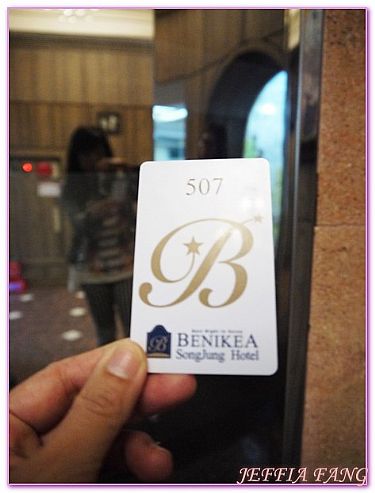 507
B
Best Night in Korea
B
BENIKEA
SongJung Hotel
JEFFIA FANG